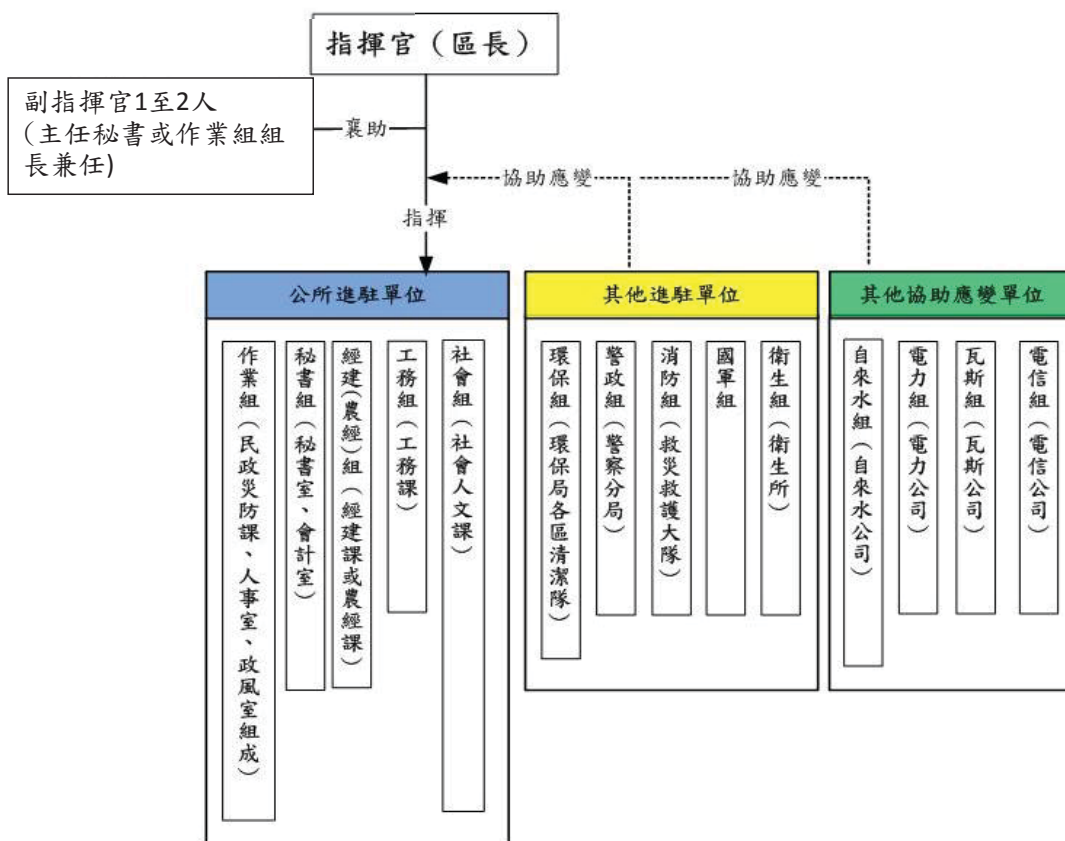 指揮官（區長）
副指揮官1至2人
(主任秘書或作業組組
長兼任)
襄助
協助應變
協助應變
指揮
公所進駐單位
其他進駐單位
其他協助應變單位
作業組（民政災防課、人事室、政風室組成）
秘書組（秘書室、會計室）
經建(農經)組（經建課或農經課）
工務組（工務課）
社會組（社會人文課）
環保組（環保局各區清潔隊）
警政組（警察分局）
消防組（救災救護大隊）
國軍組
衛生組（衛生所）
自來水組（自來水公司）
電力組（電力公司）
瓦斯組（瓦斯公司）
電信組（電信公司）